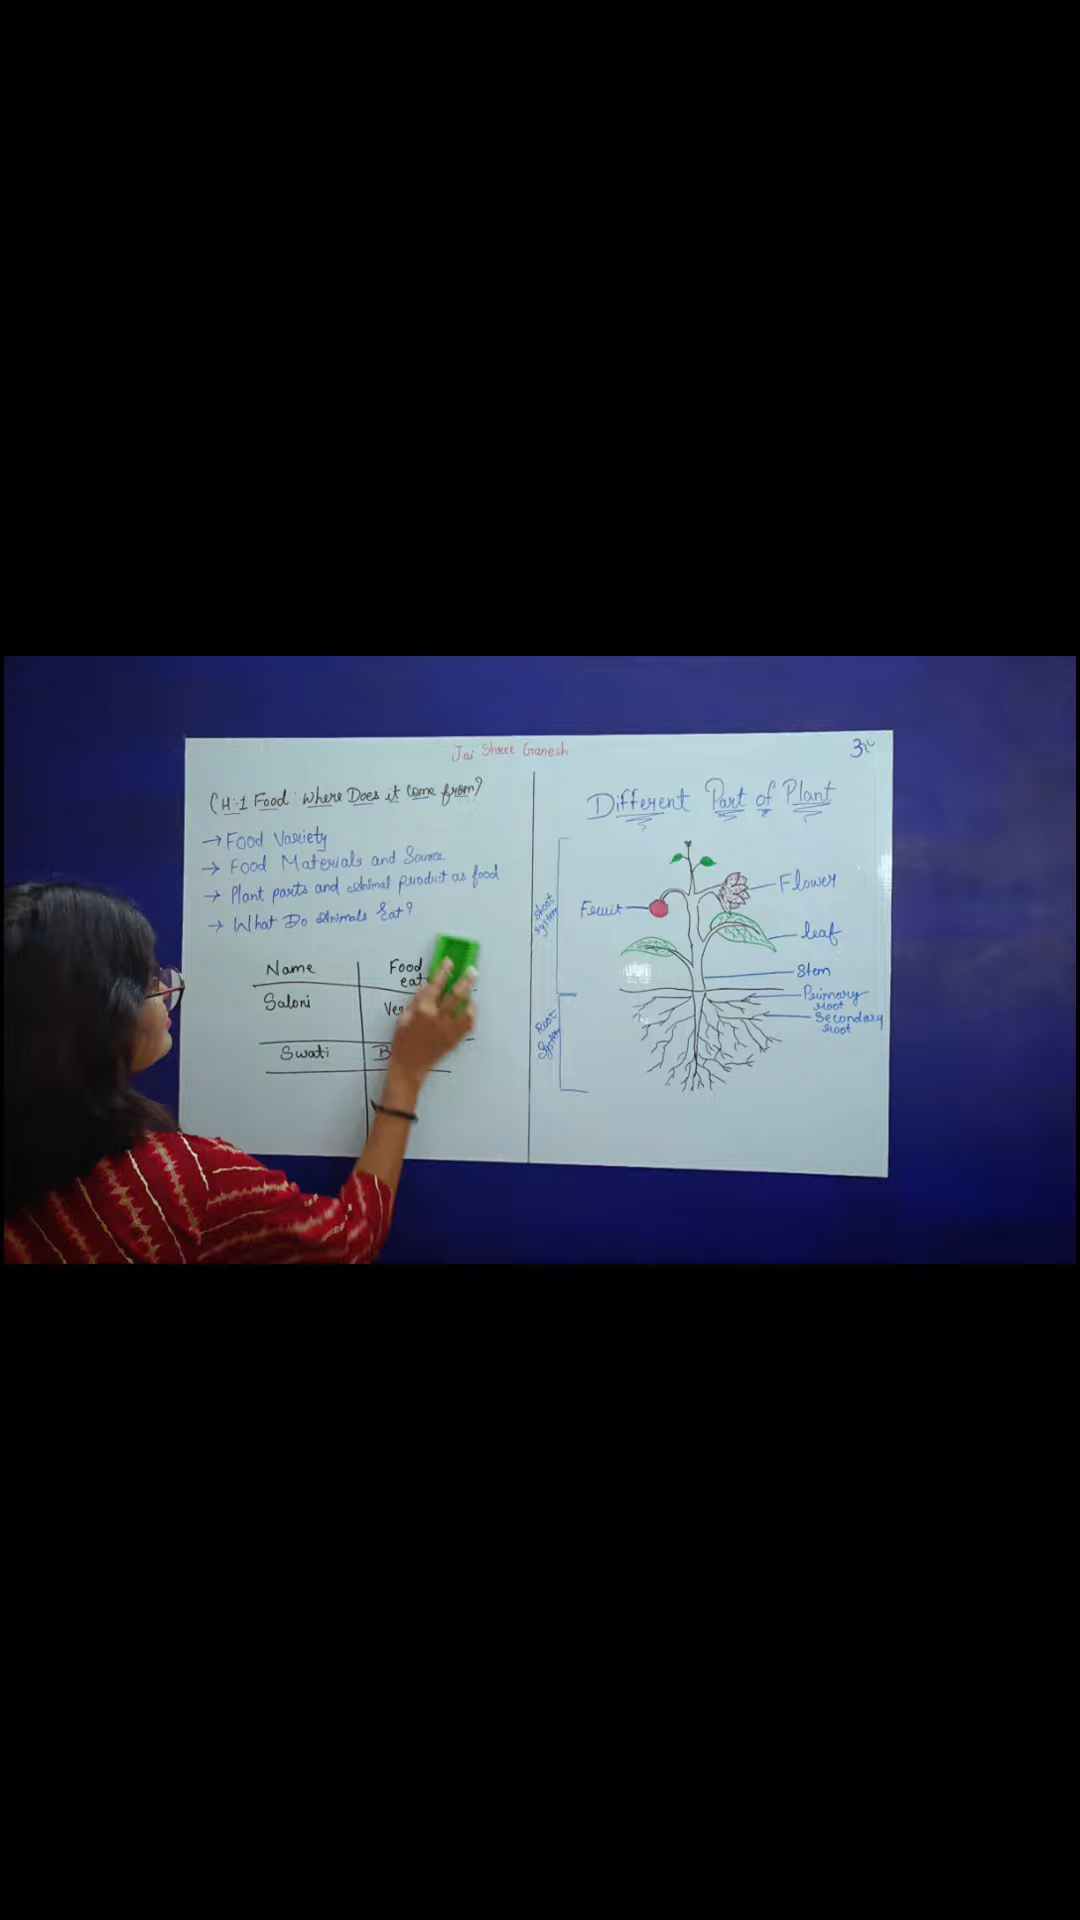 Jai Shree Ganesh
CH:-1 Food Where Does it come from?
→ Food Variety
→ Food Materials and Source
→ Plant parts and Animal product as food
→ What Do Animals Eat?
Name Food
eat
Saloni
Swati
Different Part of Plant
Shoot
System
Flower
Fruit
leaf
Stem
Primary
root
Secondary
root
Root
System